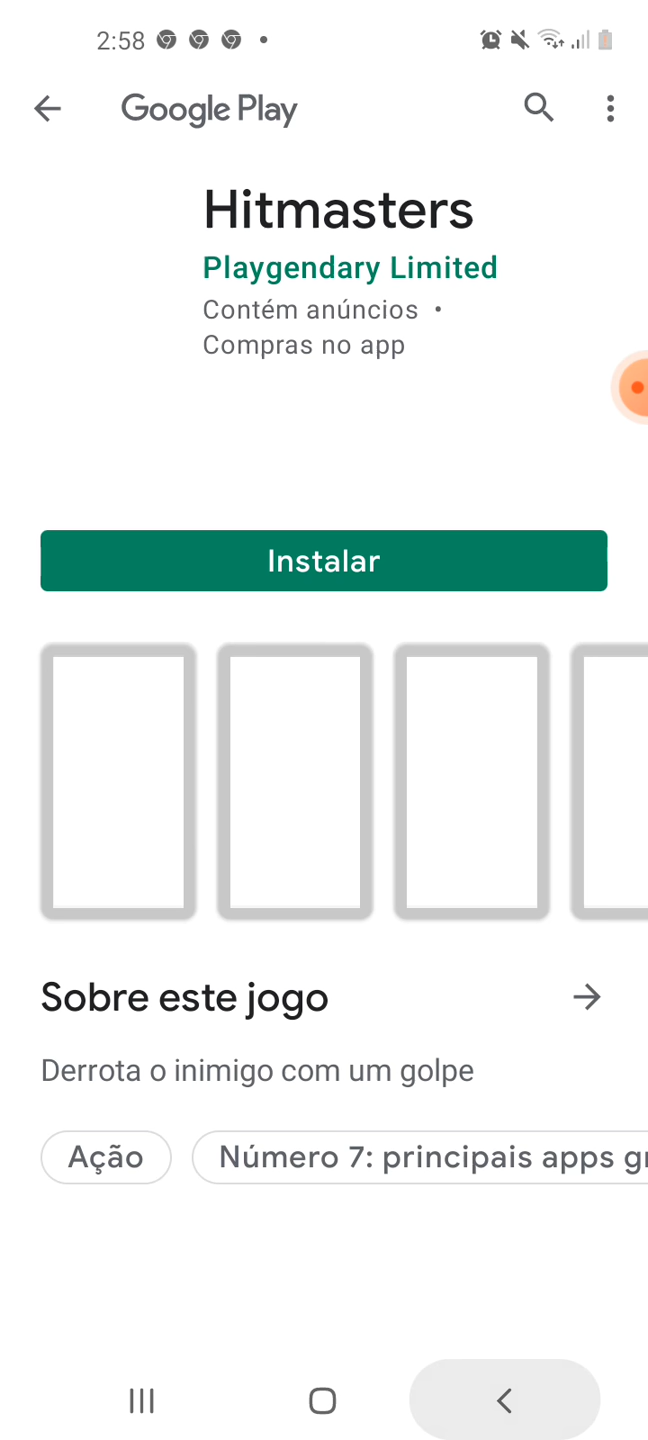 2:58
Google Play
Hitmasters
Playgendary Limited
Contém anúncios •
Compras no app
Instalar
Sobre este jogo
Derrota o inimigo com um golpe
Ação
Número 7: principais apps gr